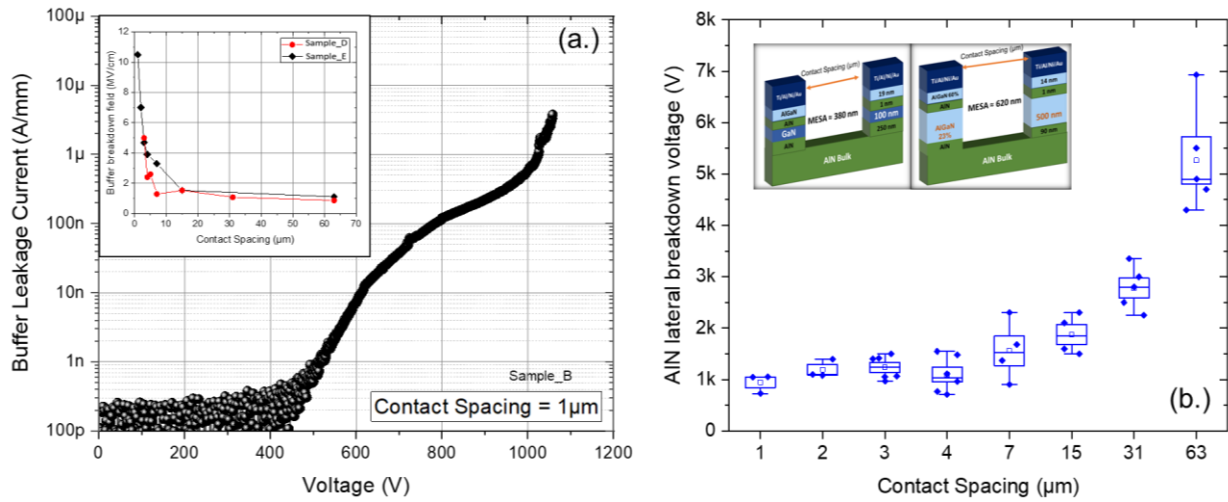 (a.)
Buffer Leakage Current (A/mm)
100µ
10µ
1µ
100n
10n
1n
100p
0
200
400
600
800
1000
1200
Voltage (V)
Sample_B
Contact Spacing = 1µm
Sample_D
Sample_E
Buffer breakdown field (MV/cm)
12
10
8
6
4
2
0
0
10
20
30
40
50
60
70
Contact Spacing (µm)
(b.)
AlN lateral breakdown voltage (V)
8k
7k
6k
5k
4k
3k
2k
1k
0
1
2
3
4
7
15
31
63
Contact Spacing (µm)
Contact Spacing (µm)
Ti/Al/Ni/Au
AlGaN
AlN
GaN
AlN
MESA = 380 nm
Ti/Al/Ni/Au
19 nm
1 nm
100 nm
250 nm
AlN Bulk
Contact Spacing (µm)
Ti/Al/Ni/Au
AlGaN 60%
AlN
AlGaN
AlN
MESA = 620 nm
Ti/Al/Ni/Au
14 nm
1 nm
500 nm
90 nm
AlN Bulk